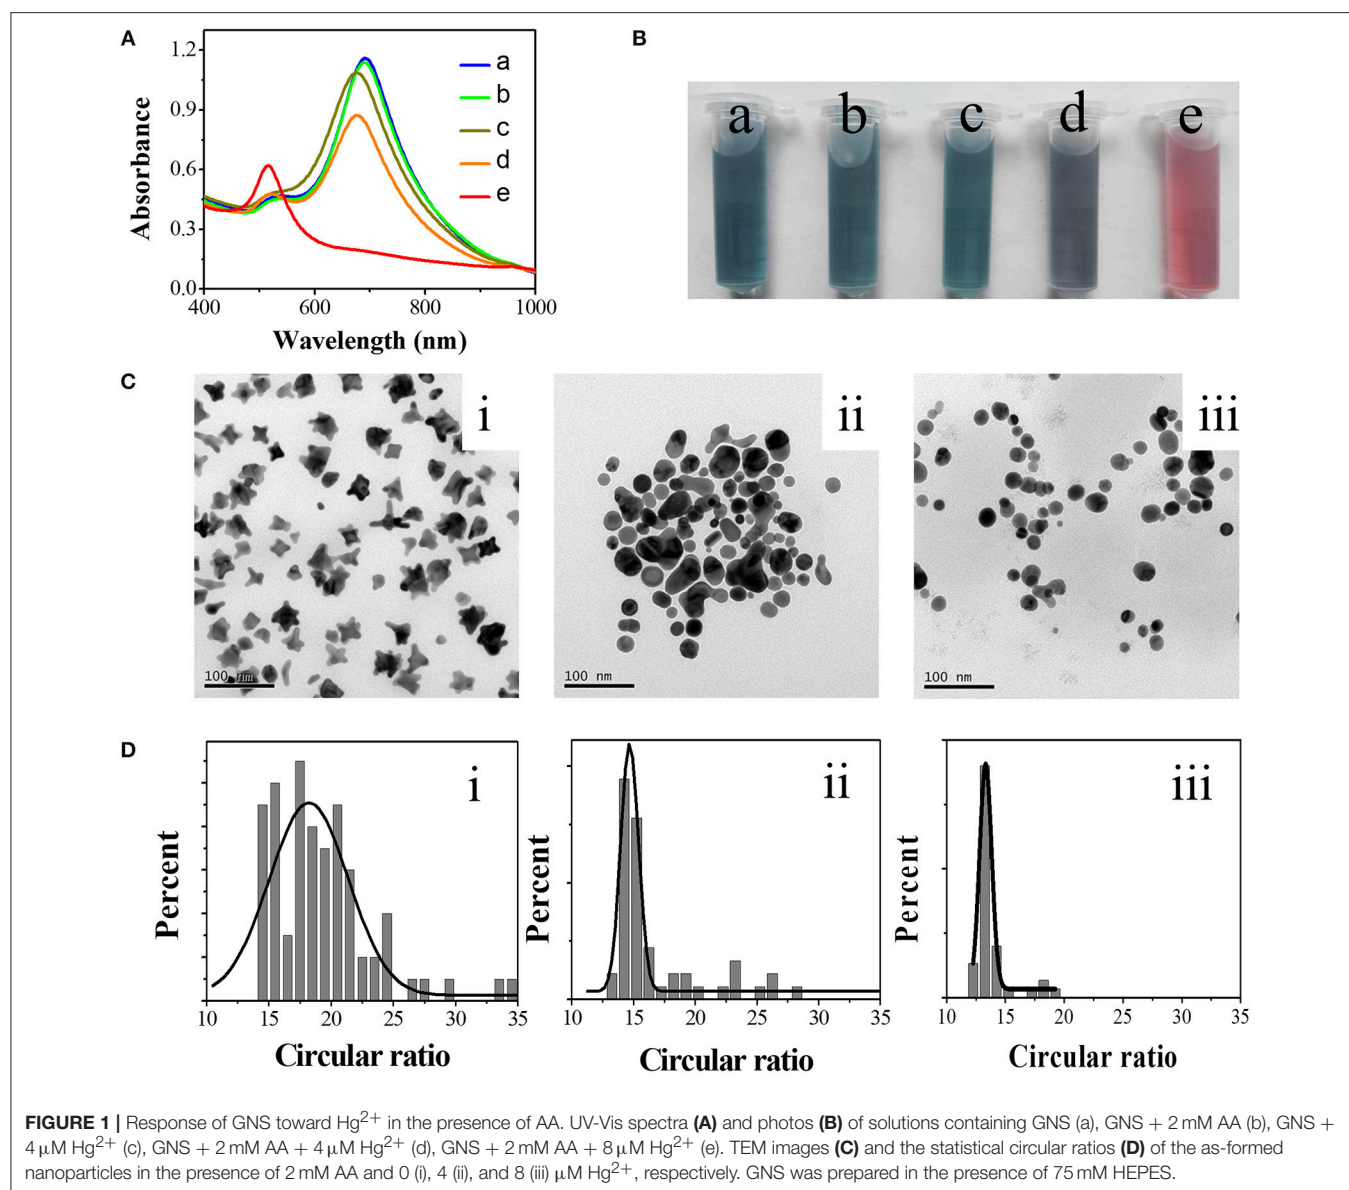 A
1.2
0.9
0.6
0.3
0.0
400
600
800
1000
Absorbance
Wavelength (nm)
a
b
c
d
e
B
a
b
c
d
e
C
i
100 nm
ii
100 nm
iii
100 nm
D
i
Percent
10 15 20 25 30 35
Circular ratio
ii
Percent
10 15 20 25 30 35
Circular ratio
iii
Percent
10 15 20 25 30 35
Circular ratio
FIGURE 1 | Response of GNS toward Hg²⁺ in the presence of AA. UV-Vis spectra (A) and photos (B) of solutions containing GNS (a), GNS + 2 mM AA (b), GNS +
4 μM Hg²⁺ (c), GNS + 2 mM AA + 4 μM Hg²⁺ (d), GNS + 2 mM AA + 8 μM Hg²⁺ (e). TEM images (C) and the statistical circular ratios (D) of the as-formed
nanoparticles in the presence of 2 mM AA and 0 (i), 4 (ii), and 8 (iii) μM Hg²⁺, respectively. GNS was prepared in the presence of 75 mM HEPES.